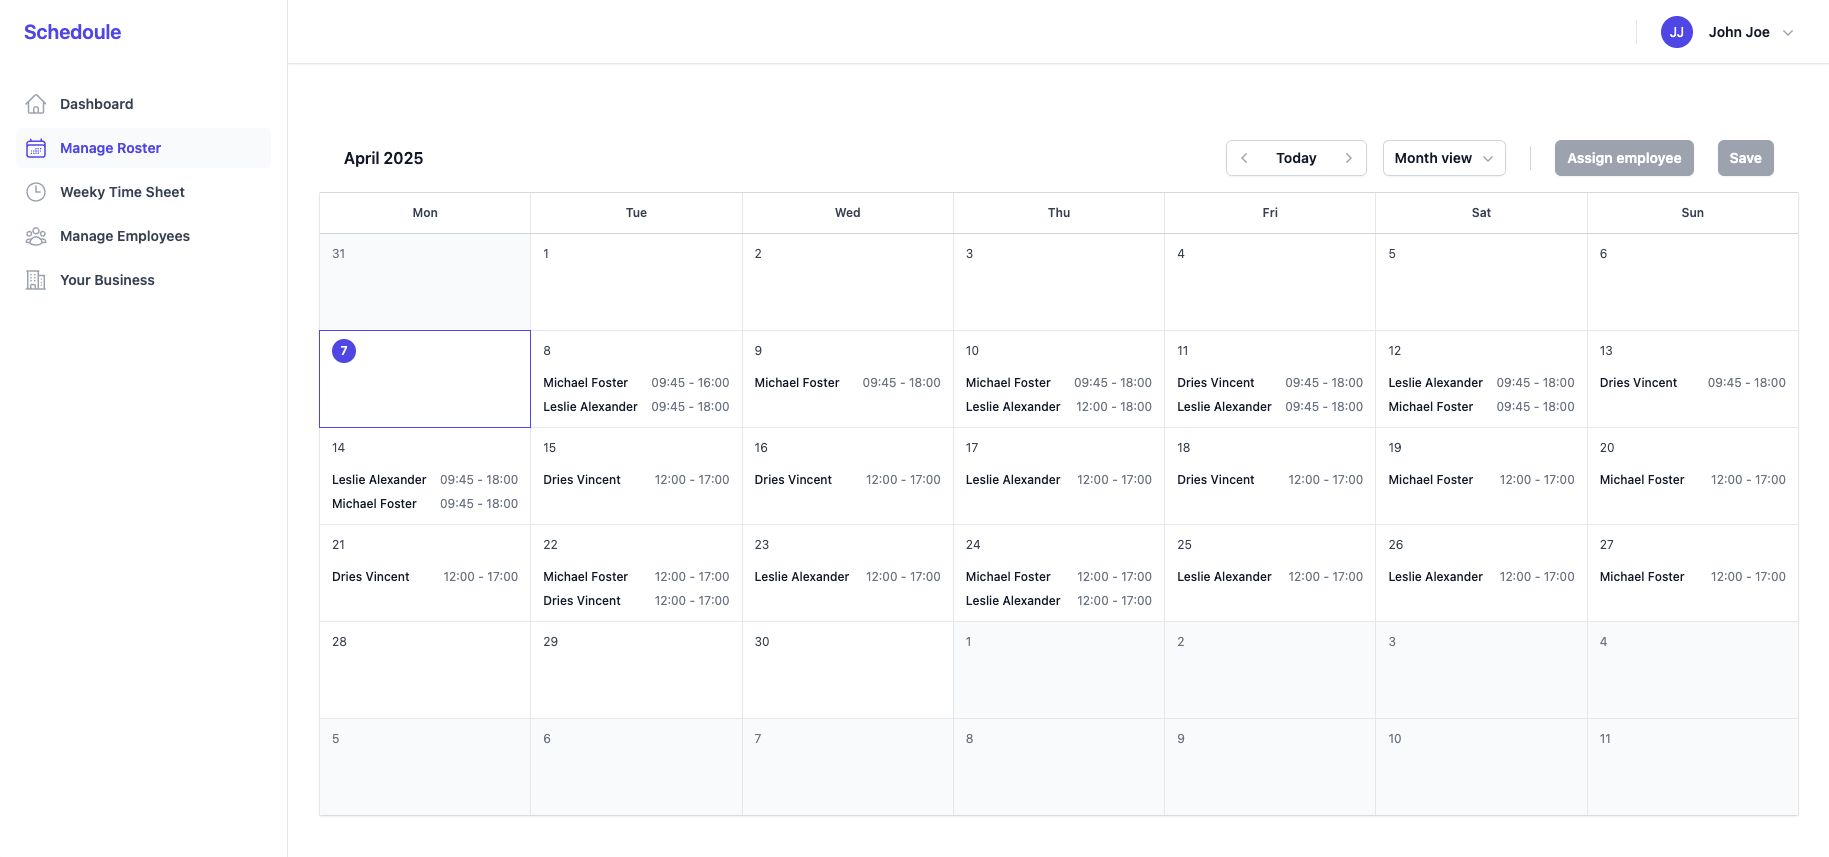 Schedoule
JJ John Joe
Dashboard
Manage Roster
Weeky Time Sheet
Manage Employees
Your Business
April 2025
Today
Month view
Assign employee
Save
Mon Tue Wed Thu Fri Sat Sun
31 1 2 3 4 5 6
7 8 9 10 11 12 13
Michael Foster 09:45 - 16:00 Michael Foster 09:45 - 18:00 Michael Foster 09:45 - 18:00 Dries Vincent 09:45 - 18:00 Leslie Alexander 09:45 - 18:00 Dries Vincent 09:45 - 18:00
Leslie Alexander 09:45 - 18:00 Leslie Alexander 12:00 - 18:00 Leslie Alexander 09:45 - 18:00 Michael Foster 09:45 - 18:00
14 15 16 17 18 19 20
Leslie Alexander 09:45 - 18:00 Dries Vincent 12:00 - 17:00 Dries Vincent 12:00 - 17:00 Leslie Alexander 12:00 - 17:00 Dries Vincent 12:00 - 17:00 Michael Foster 12:00 - 17:00 Michael Foster 12:00 - 17:00
Michael Foster 09:45 - 18:00
21 22 23 24 25 26 27
Dries Vincent 12:00 - 17:00 Michael Foster 12:00 - 17:00 Leslie Alexander 12:00 - 17:00 Michael Foster 12:00 - 17:00 Leslie Alexander 12:00 - 17:00 Leslie Alexander 12:00 - 17:00 Michael Foster 12:00 - 17:00
Dries Vincent 12:00 - 17:00 Leslie Alexander 12:00 - 17:00
28 29 30 1 2 3 4
5 6 7 8 9 10 11